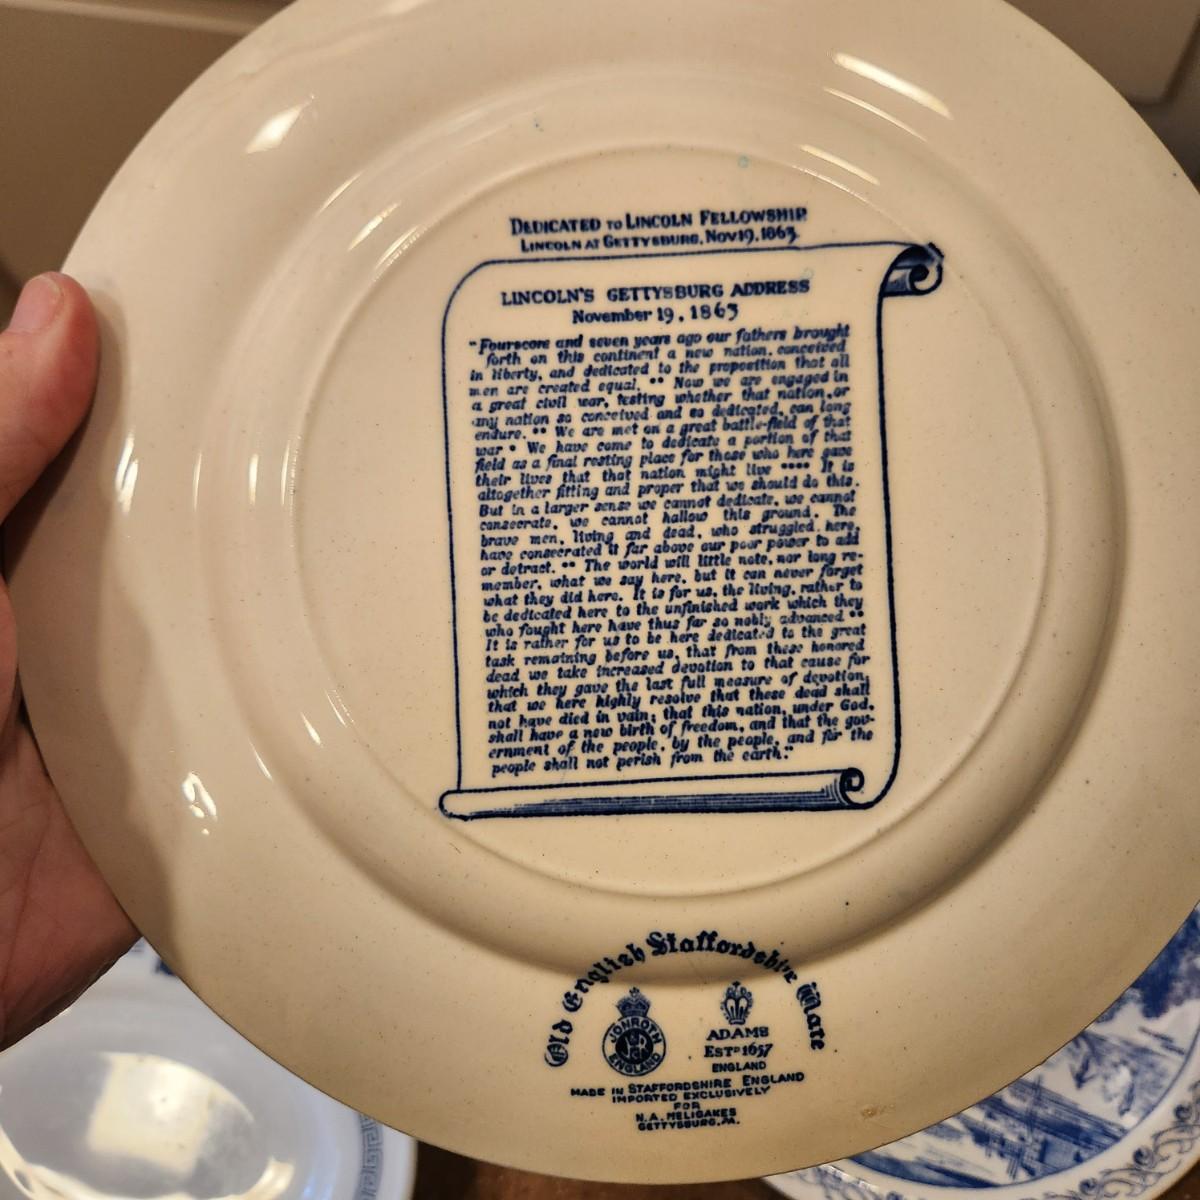 DEDICATED TO LINCOLN FELLOWSHIP
LINCOLN AT GETTYSBURG, NOV 19, 1863.
LINCOLN'S GETTYSBURG ADDRESS
November 19, 1863
"Fourscore and seven years ago our fathers brought
forth on this continent a new nation, conceived
in liberty, and dedicated to the proposition that all
men are created equal. ** Now we are engaged in
a great civil war, testing whether that nation, or
any nation so conceived and so dedicated, can long
endure. ** We are met on a great battle-field of that
war * We have come to dedicate a portion of that
field as a final resting place for those who here gave
their lives that that nation might live **** It is
altogether fitting and proper that we should do this.
But in a larger sense we cannot dedicate, we cannot
consecrate, we cannot hallow this ground. The
brave men, living and dead, who struggled here,
have consecrated it far above our poor power to add
or detract. ** The world will little note, nor long re-
member, what we say here, but it can never forget
what they did here. It is for us, the living, rather to
be dedicated here to the unfinished work which they
who fought here have thus far so nobly advanced **
It is rather for us to be here dedicated to the great
task remaining before us, that from these honored
dead we take increased devotion to that cause for
which they gave the last full measure of devotion,
that we here highly resolve that these dead shall
not have died in vain; that this nation, under God,
shall have a new birth of freedom, and that the gov-
ernment of the people, by the people, and for the
people shall not perish from the earth."
Old English Staffordshire Ware
JONROTH
ENGLAND
ADAMS
ESTD 1657
ENGLAND
MADE IN STAFFORDSHIRE ENGLAND
IMPORTED EXCLUSIVELY
FOR
N.A. MELIGAKES
GETTYSBURG, PA.